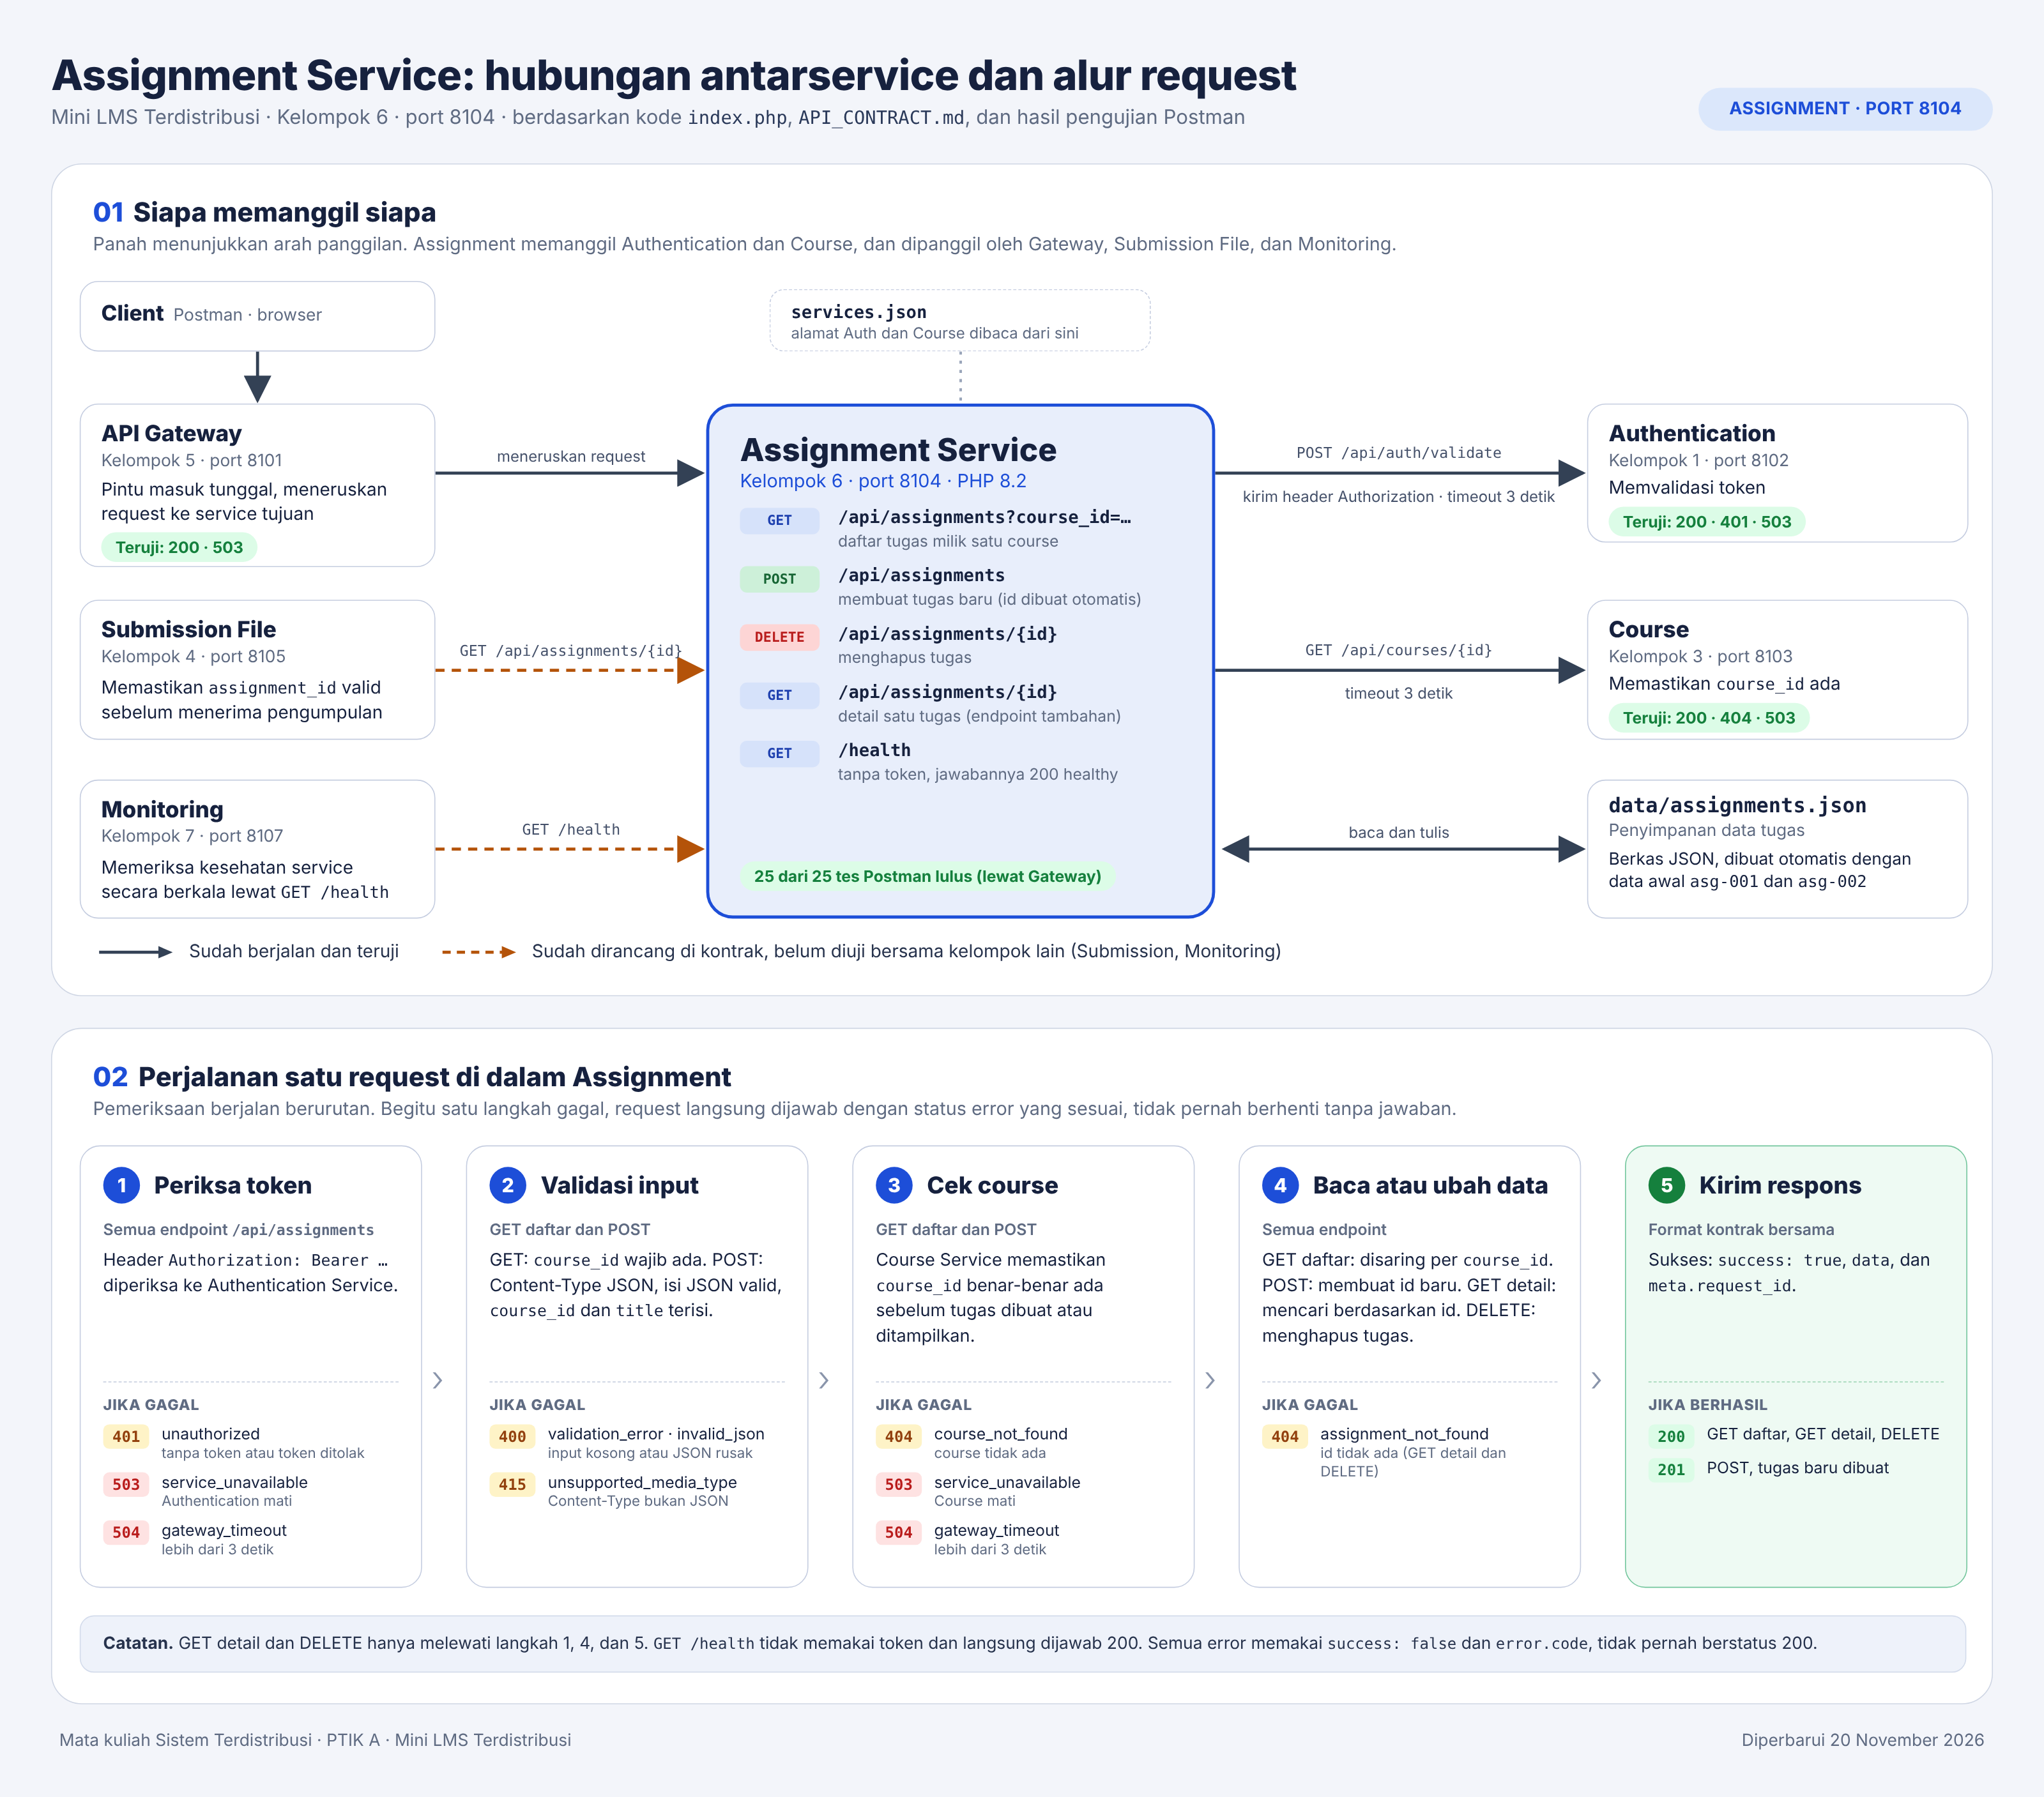 Assignment Service: hubungan antarservice dan alur request
Mini LMS Terdistribusi · Kelompok 6 · port 8104 · berdasarkan kode index.php, API_CONTRACT.md, dan hasil pengujian Postman
ASSIGNMENT · PORT 8104
01 Siapa memanggil siapa
Panah menunjukkan arah panggilan. Assignment memanggil Authentication dan Course, dan dipanggil oleh Gateway, Submission File, dan Monitoring.
Client Postman · browser
services.json
alamat Auth dan Course dibaca dari sini
API Gateway
Kelompok 5 · port 8101
Pintu masuk tunggal, meneruskan
request ke service tujuan
Teruji: 200 · 503
meneruskan request
Submission File
Kelompok 4 · port 8105
Memastikan assignment_id valid
sebelum menerima pengumpulan
GET /api/assignments/{id}
Monitoring
Kelompok 7 · port 8107
Memeriksa kesehatan service
secara berkala lewat GET /health
GET /health
Assignment Service
Kelompok 6 · port 8104 · PHP 8.2
GET /api/assignments?course_id=…
daftar tugas milik satu course
POST /api/assignments
membuat tugas baru (id dibuat otomatis)
DELETE /api/assignments/{id}
menghapus tugas
GET /api/assignments/{id}
detail satu tugas (endpoint tambahan)
GET /health
tanpa token, jawabannya 200 healthy
25 dari 25 tes Postman lulus (lewat Gateway)
POST /api/auth/validate
kirim header Authorization · timeout 3 detik
Authentication
Kelompok 1 · port 8102
Memvalidasi token
Teruji: 200 · 401 · 503
GET /api/courses/{id}
timeout 3 detik
Course
Kelompok 3 · port 8103
Memastikan course_id ada
Teruji: 200 · 404 · 503
baca dan tulis
data/assignments.json
Penyimpanan data tugas
Berkas JSON, dibuat otomatis dengan
data awal asg-001 dan asg-002
Sudah berjalan dan teruji
Sudah dirancang di kontrak, belum diuji bersama kelompok lain (Submission, Monitoring)
02 Perjalanan satu request di dalam Assignment
Pemeriksaan berjalan berurutan. Begitu satu langkah gagal, request langsung dijawab dengan status error yang sesuai, tidak pernah berhenti tanpa jawaban.
1 Periksa token
Semua endpoint /api/assignments
Header Authorization: Bearer …
diperiksa ke Authentication Service.
JIKA GAGAL
401 unauthorized
tanpa token atau token ditolak
503 service_unavailable
Authentication mati
504 gateway_timeout
lebih dari 3 detik
2 Validasi input
GET daftar dan POST
GET: course_id wajib ada. POST:
Content-Type JSON, isi JSON valid,
course_id dan title terisi.
JIKA GAGAL
400 validation_error · invalid_json
input kosong atau JSON rusak
415 unsupported_media_type
Content-Type bukan JSON
3 Cek course
GET daftar dan POST
Course Service memastikan
course_id benar-benar ada
sebelum tugas dibuat atau
ditampilkan.
JIKA GAGAL
404 course_not_found
course tidak ada
503 service_unavailable
Course mati
504 gateway_timeout
lebih dari 3 detik
4 Baca atau ubah data
Semua endpoint
GET daftar: disaring per course_id.
POST: membuat id baru. GET detail:
mencari berdasarkan id. DELETE:
menghapus tugas.
JIKA GAGAL
404 assignment_not_found
id tidak ada (GET detail dan
DELETE)
5 Kirim respons
Format kontrak bersama
Sukses: success: true, data, dan
meta.request_id.
JIKA BERHASIL
200 GET daftar, GET detail, DELETE
201 POST, tugas baru dibuat
Catatan. GET detail dan DELETE hanya melewati langkah 1, 4, dan 5. GET /health tidak memakai token dan langsung dijawab 200. Semua error memakai success: false dan error.code, tidak pernah berstatus 200.
Mata kuliah Sistem Terdistribusi · PTIK A · Mini LMS Terdistribusi
Diperbarui 20 November 2026